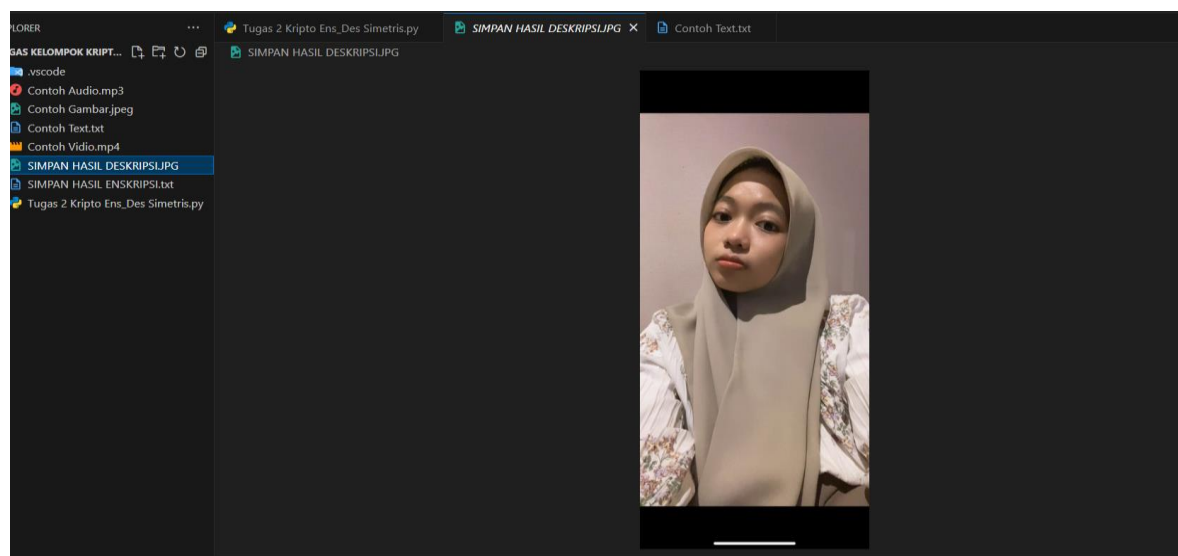 PLORER ...
GAS KELOMPOK KRIPT...
.vscode
Contoh Audio.mp3
Contoh Gambar.jpeg
Contoh Text.txt
Contoh Vidio.mp4
SIMPAN HASIL DESKRIPSI.JPG
SIMPAN HASIL ENSKRIPSI.txt
Tugas 2 Kripto Ens_Des Simetris.py
Tugas 2 Kripto Ens_Des Simetris.py SIMPAN HASIL DESKRIPSI.JPG Contoh Text.txt
SIMPAN HASIL DESKRIPSI.JPG